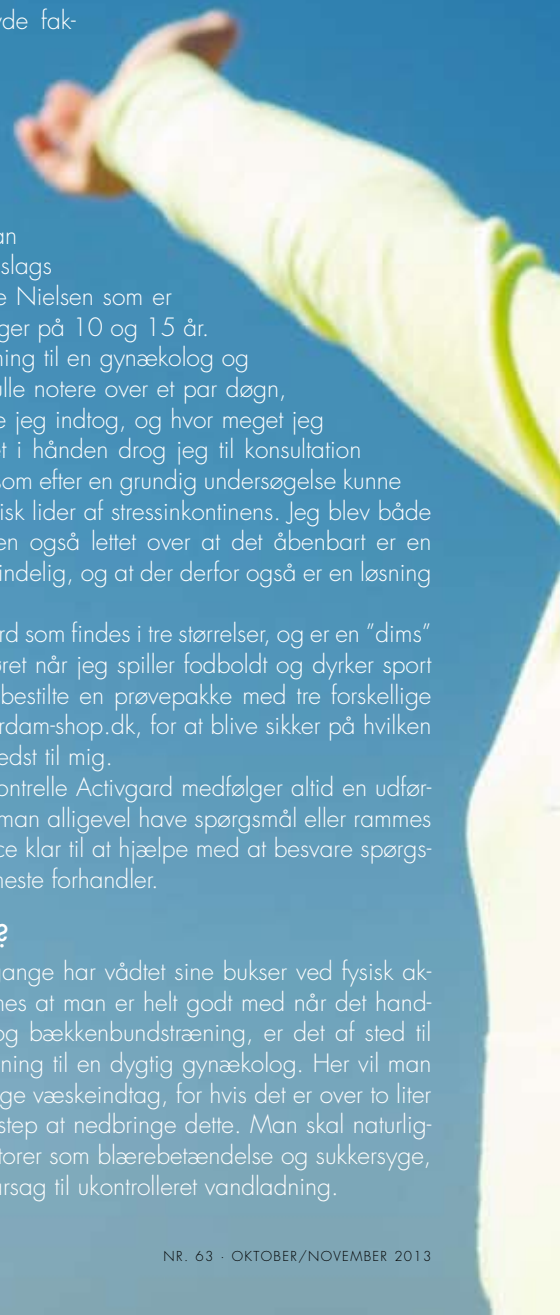 de fak-
an
slags
e Nielsen som er
ger på 10 og 15 år.
ning til en gynækolog og
ulle notere over et par døgn,
e jeg indtog, og hvor meget jeg
t i hånden drog jeg til konsultation
som efter en grundig undersøgelse kunne
isk lider af stressinkontinens. Jeg blev både
en også lettet over at det åbenbart er en
indelig, og at der derfor også er en løsning
rd som findes i tre størrelser, og er en ”dims”
øret når jeg spiller fodboldt og dyrker sport
bestilte en prøvepakke med tre forskellige
rdam-shop.dk, for at blive sikker på hvilken
edst til mig.
ontrelle Activgard medfølger altid en udfør-
man alligevel have spørgsmål eller rammes
ce klar til at hjælpe med at besvare spørgs-
neste forhandler.
?
gange har vådtet sine bukser ved fysisk ak-
nes at man er helt godt med når det hand-
og bækkenbundstræning, er det af sted til
ning til en dygtig gynækolog. Her vil man
ge væskeindtag, for hvis det er over to liter
step at nedbringe dette. Man skal naturlig-
torer som blærebetændelse og sukkersyge,
årsag til ukontrolleret vandladning.
NR. 63 · OKTOBER/NOVEMBER 2013